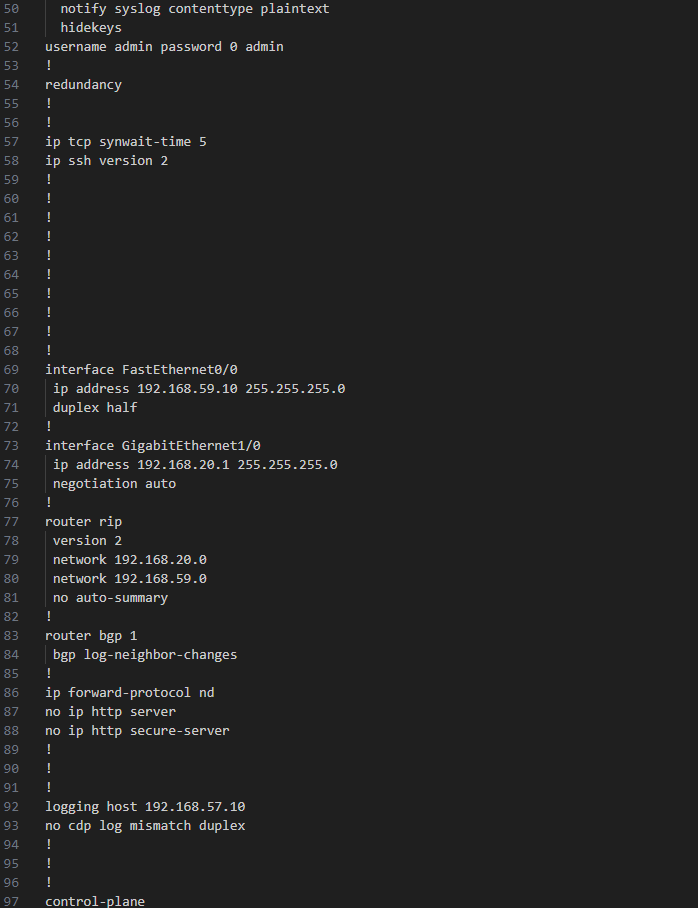 50 notify syslog contenttype plaintext
51 hidekeys
52 username admin password 0 admin
53 !
54 redundancy
55 !
56 !
57 ip tcp synwait-time 5
58 ip ssh version 2
59 !
60 !
61 !
62 !
63 !
64 !
65 !
66 !
67 !
68 !
69 interface FastEthernet0/0
70 ip address 192.168.59.10 255.255.255.0
71 duplex half
72 !
73 interface GigabitEthernet1/0
74 ip address 192.168.20.1 255.255.255.0
75 negotiation auto
76 !
77 router rip
78 version 2
79 network 192.168.20.0
80 network 192.168.59.0
81 no auto-summary
82 !
83 router bgp 1
84 bgp log-neighbor-changes
85 !
86 ip forward-protocol nd
87 no ip http server
88 no ip http secure-server
89 !
90 !
91 !
92 logging host 192.168.57.10
93 no cdp log mismatch duplex
94 !
95 !
96 !
97 control-plane